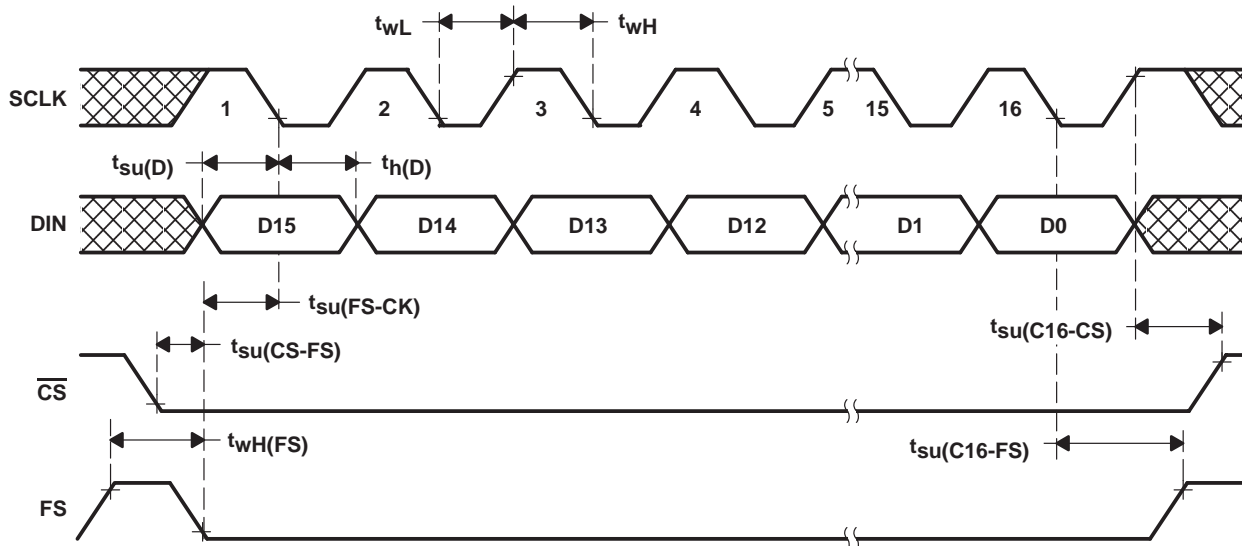 twL
twH
SCLK
1
2
3
4
5
15
16
tsu(D)
th(D)
DIN
D15
D14
D13
D12
D1
D0
tsu(FS-CK)
tsu(C16-CS)
tsu(CS-FS)
CS
twH(FS)
tsu(C16-FS)
FS